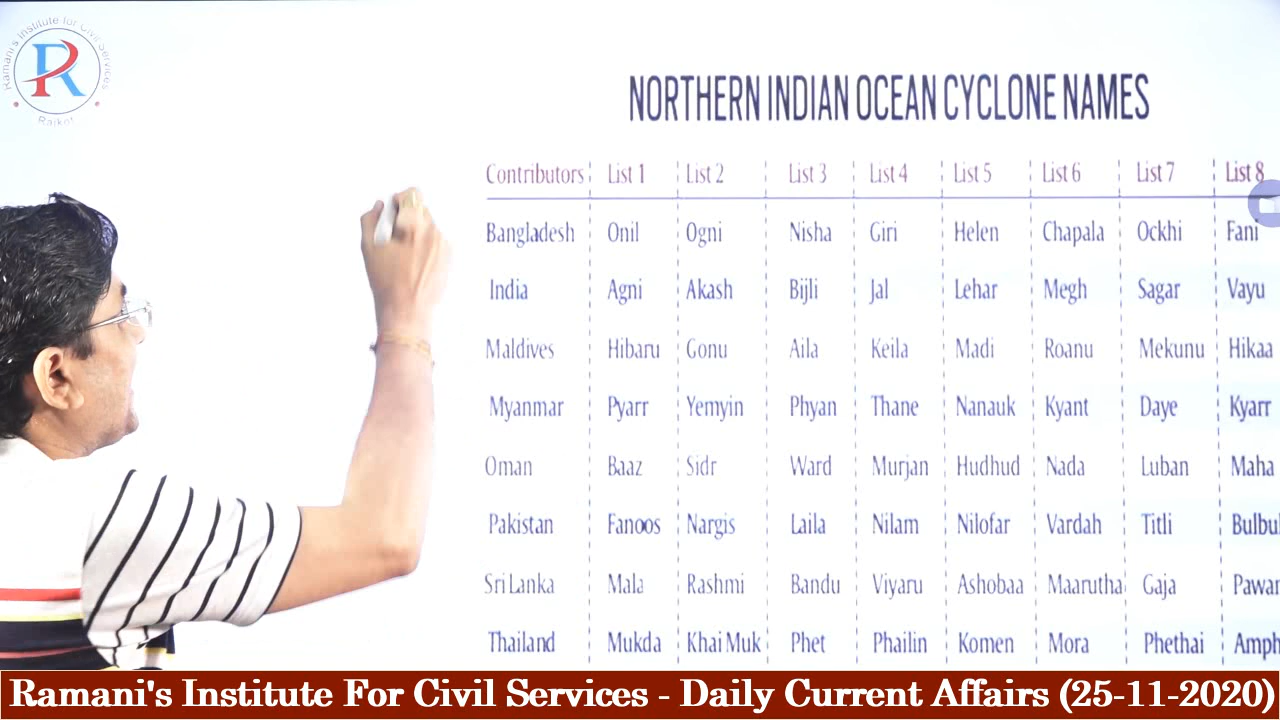 Ramani's Institute for Civil Services
R
Rajkot
NORTHERN INDIAN OCEAN CYCLONE NAMES
Contributors List 1 List 2 List 3 List 4 List 5 List 6 List 7 List 8
Bangladesh Onil Ogni Nisha Giri Helen Chapala Ockhi Fani
India Agni Akash Bijli Jal Lehar Megh Sagar Vayu
Maldives Hibaru Gonu Aila Keila Madi Roanu Mekunu Hikaa
Myanmar Pyarr Yemyin Phyan Thane Nanauk Kyant Daye Kyarr
Oman Baaz Sidr Ward Murjan Hudhud Nada Luban Maha
Pakistan Fanoos Nargis Laila Nilam Nilofar Vardah Titli Bulbul
Sri Lanka Mala Rashmi Bandu Viyaru Ashobaa Maarutha Gaja Pawan
Thailand Mukda Khai Muk Phet Phailin Komen Mora Phethai Amph
Ramani's Institute For Civil Services - Daily Current Affairs (25-11-2020)